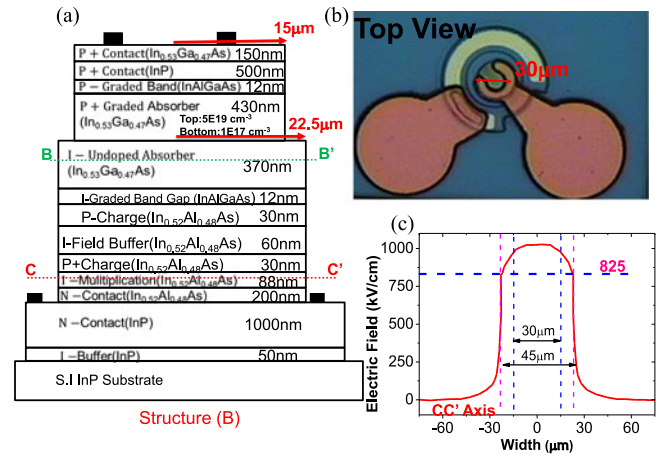 (a)
15μm
P + Contact(In0.53Ga0.47As) 150nm
P + Contact(InP) 500nm
P − Graded Band(InAlGaAs) 12nm
P + Graded Absorber 430nm
(In0.53Ga0.47As) Top:5E19 cm-3
Bottom:1E17 cm-3
22.5μm
B B’
I − Undoped Absorber
(In0.53Ga0.47As) 370nm
I-Graded Band Gap (InAlGaAs) 12nm
P-Charge(In0.52Al0.48As) 30nm
I-Field Buffer(In0.52Al0.48As) 60nm
P+Charge(In0.52Al0.48As) 30nm
C C’
I −Mulitiplication(In0.52Al0.48As) 88nm
N −Contact(In0.52Al0.48As) 200nm
N −Contact(InP) 1000nm
I −Buffer(InP) 50nm
S.I InP Substrate
Structure (B)
(b)
Top View
30μm
(c)
Electric Field (kV/cm)
1000
825
750
500
250
0
30μm
45μm
CC’ Axis
-60 -30 0 30 60
Width (μm)